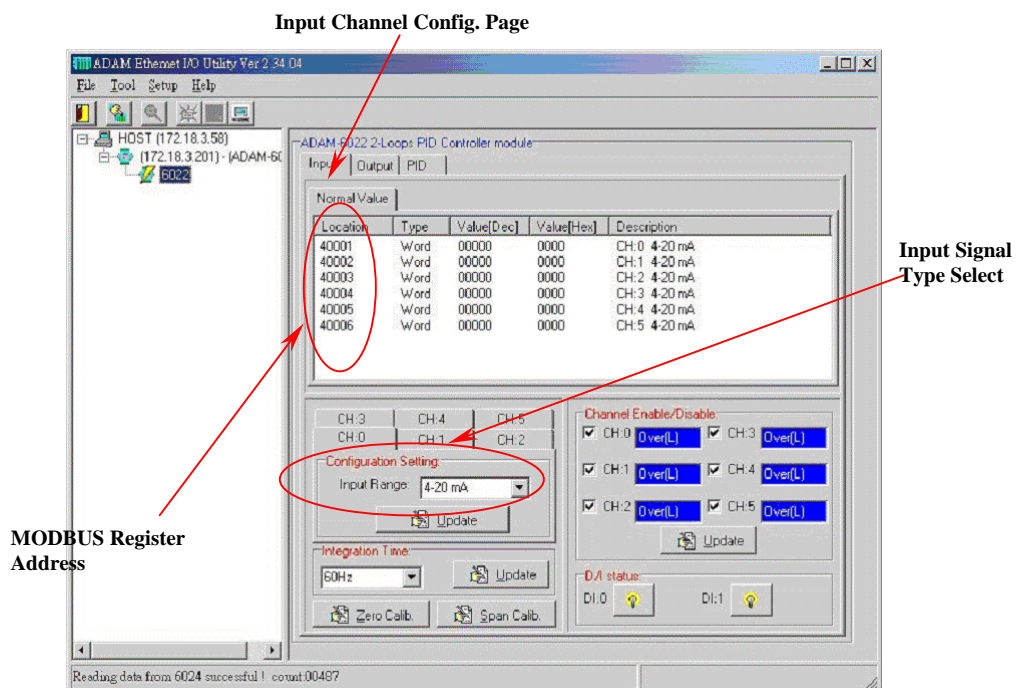 Input Channel Config. Page
ADAM Ethernet I/O Utility Ver 2.34.04
File Tool Setup Help
HOST (172.18.3.58)
(172.18.3.201) - (ADAM-60
6022
ADAM-6022 2-Loops PID Controller module
Input Output PID
Normal Value
Location Type Value[Dec] Value[Hex] Description
40001 Word 00000 0000 CH:0 4-20 mA
40002 Word 00000 0000 CH:1 4-20 mA
40003 Word 00000 0000 CH:2 4-20 mA
40004 Word 00000 0000 CH:3 4-20 mA
40005 Word 00000 0000 CH:4 4-20 mA
40006 Word 00000 0000 CH:5 4-20 mA
Input Signal
Type Select
CH:3 CH:4 CH:5
CH:0 CH:1 CH:2
Configuration Setting:
Input Range: 4-20 mA
Update
Channel Enable/Disable:
CH:0 Over(L) CH:3 Over(L)
CH:1 Over(L) CH:4 Over(L)
CH:2 Over(L) CH:5 Over(L)
Update
MODBUS Register
Address
Integration Time:
60Hz Update
Zero Calib. Span Calib.
D/I status:
DI:0 DI:1
Reading data from 6024 successful ! count:00487